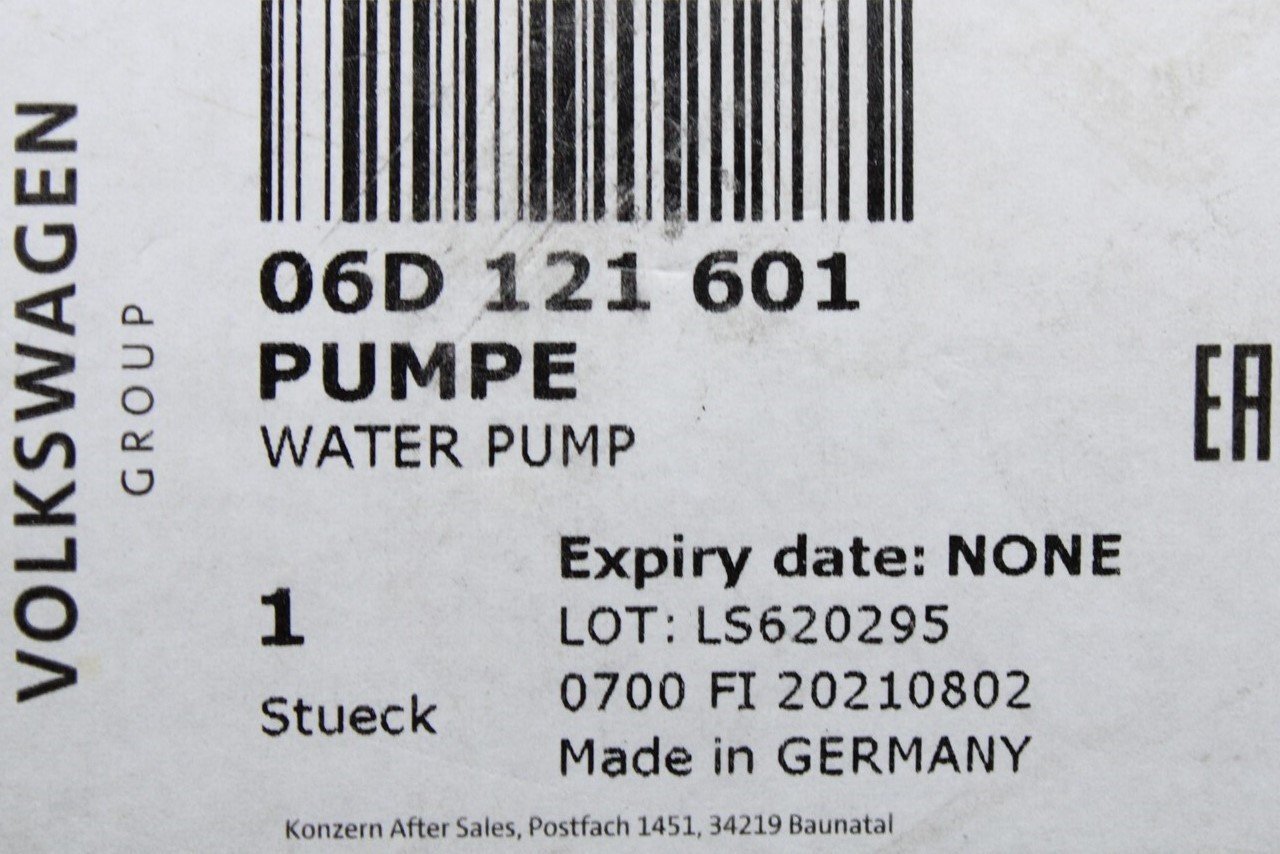 VOLKSWAGEN
GROUP
06D 121 601
PUMPE
WATER PUMP
EA
1
Stueck
Expiry date: NONE
LOT: LS620295
0700 FI 20210802
Made in GERMANY
Konzern After Sales, Postfach 1451, 34219 Baunatal